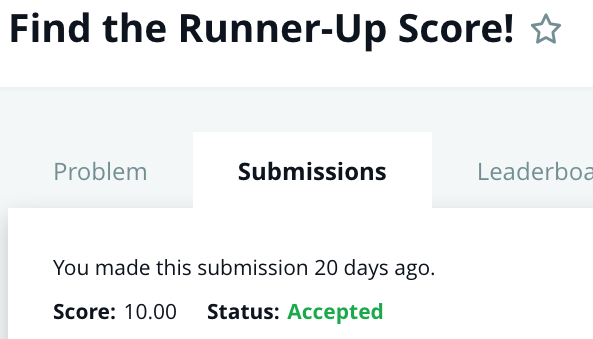 Find the Runner-Up Score!
Problem Submissions
You made this submission 20 days ago.
Score: 10.00 Status: Accepted